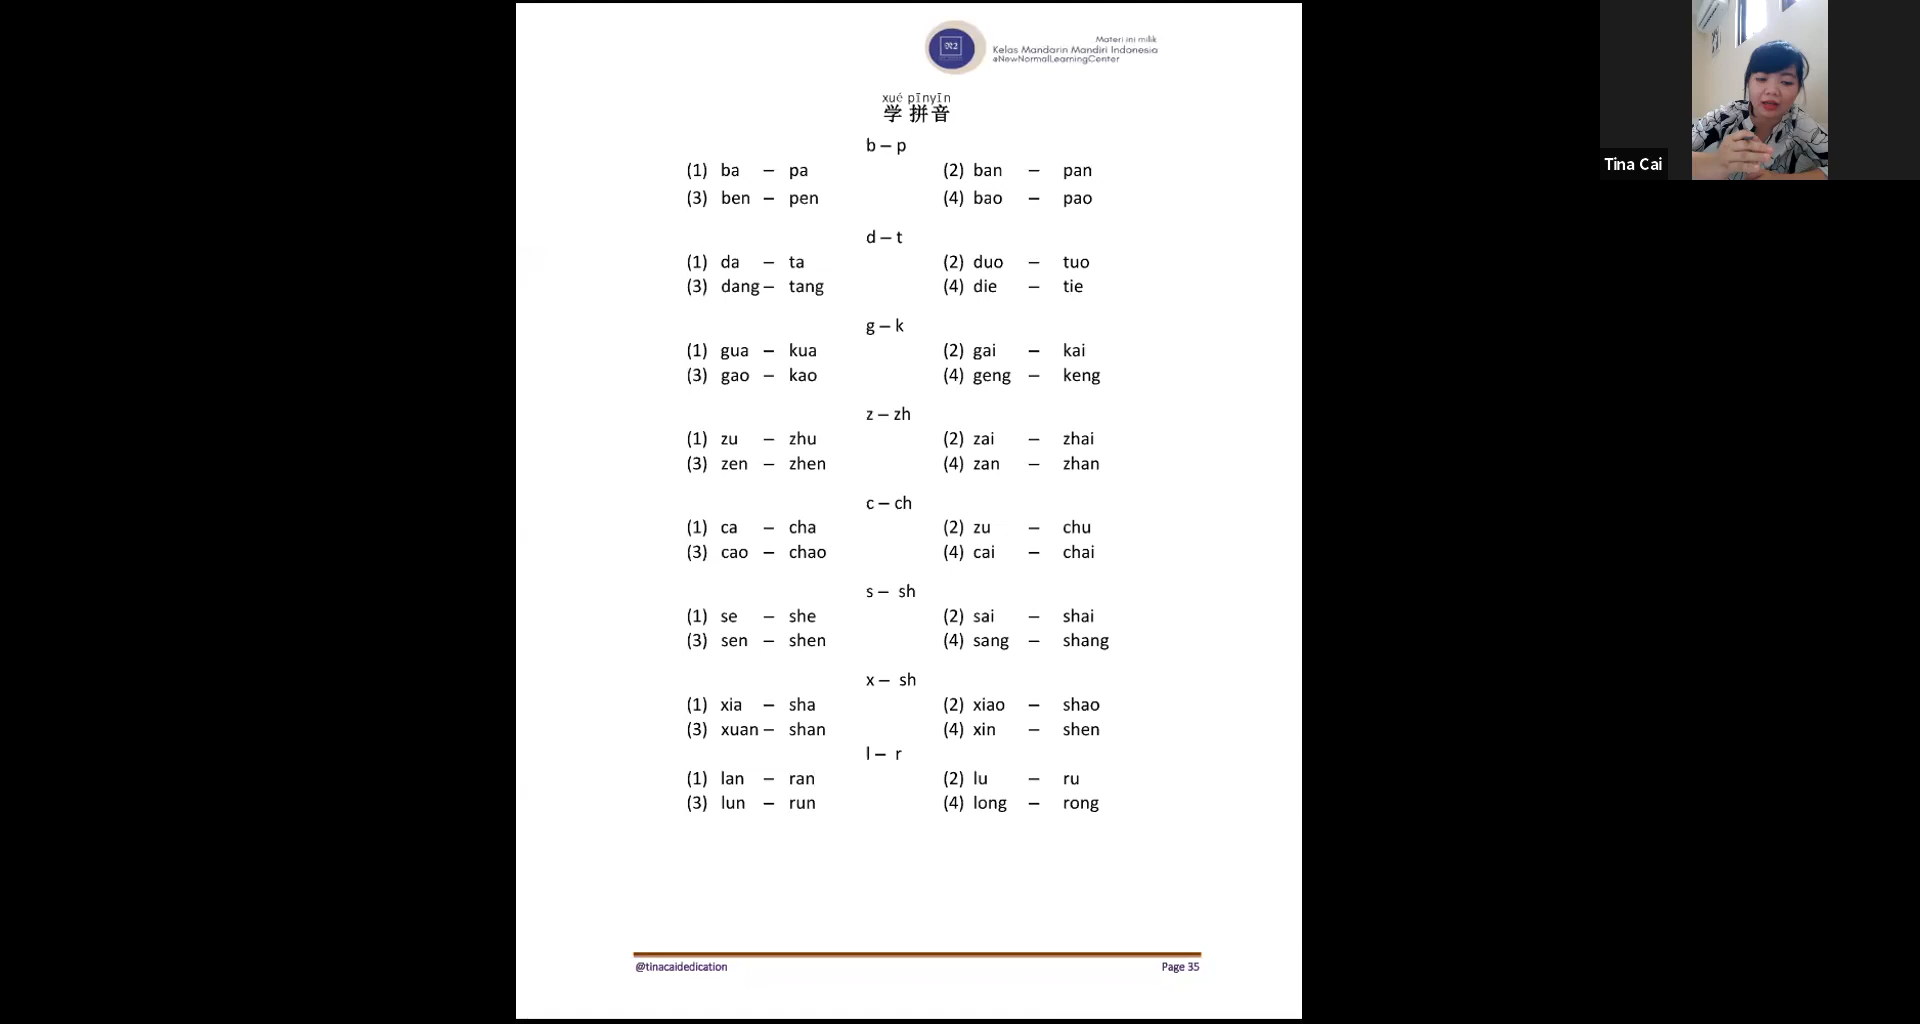 Materi ini milik
Kelas Mandarin Mandiri Indonesia
#NewNormalLearningCenter
xué pīnyīn
学 拼音
b – p
(1) ba – pa (2) ban – pan
(3) ben – pen (4) bao – pao
d – t
(1) da – ta (2) duo – tuo
(3) dang – tang (4) die – tie
g – k
(1) gua – kua (2) gai – kai
(3) gao – kao (4) geng – keng
z – zh
(1) zu – zhu (2) zai – zhai
(3) zen – zhen (4) zan – zhan
c – ch
(1) ca – cha (2) zu – chu
(3) cao – chao (4) cai – chai
s – sh
(1) se – she (2) sai – shai
(3) sen – shen (4) sang – shang
x – sh
(1) xia – sha (2) xiao – shao
(3) xuan – shan (4) xin – shen
l – r
(1) lan – ran (2) lu – ru
(3) lun – run (4) long – rong
@tinacaidedication Page 35
Tina Cai